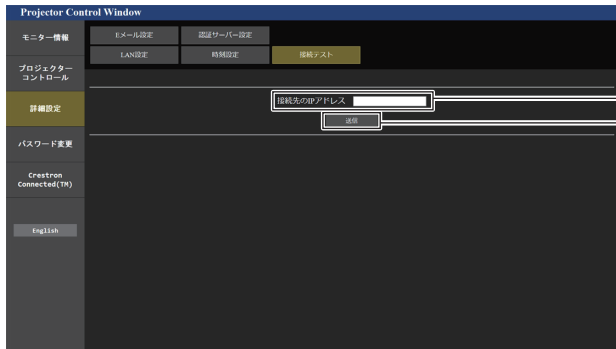 Projector Control Window
モニター情報
プロジェクター
コントロール
詳細設定
パスワード変更
Crestron
Connected(TM)
English
Eメール設定
認証サーバー設定
LAN設定
時刻設定
接続テスト
接続先のIPアドレス
送信